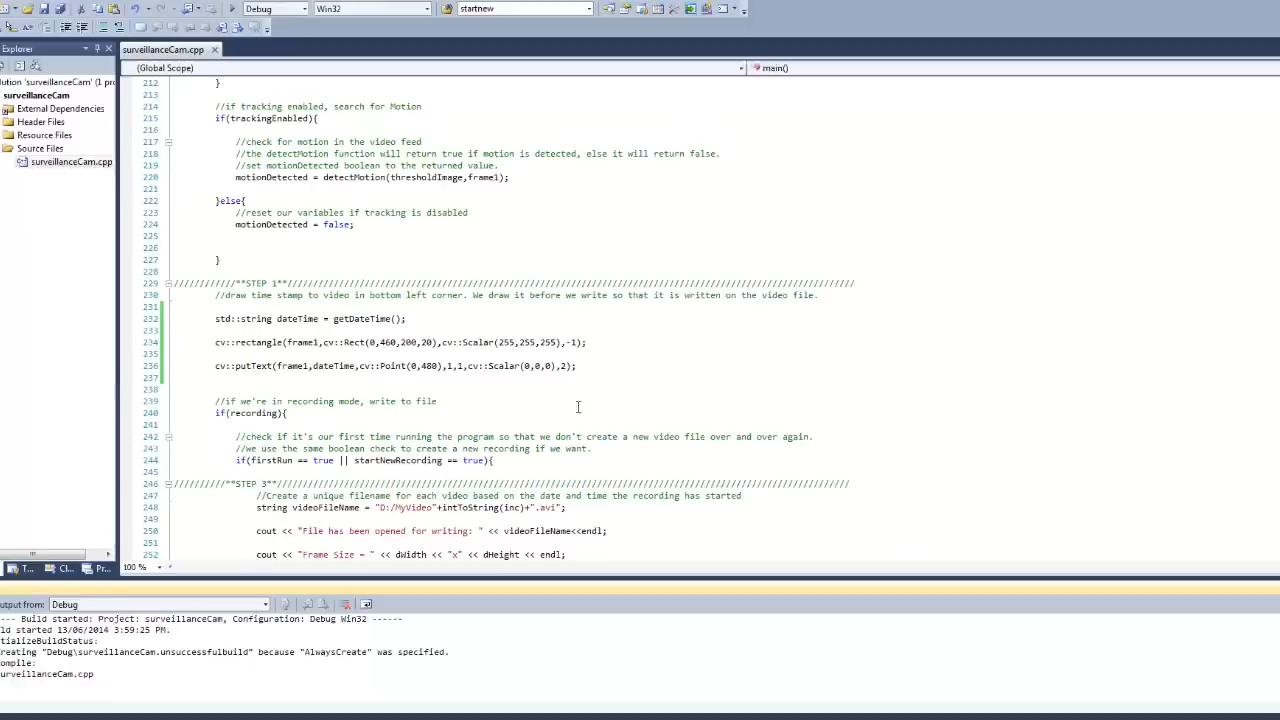 Debug
Win32
startnew
Explorer
surveillanceCam.cpp
(Global Scope)
main()
lution 'surveillanceCam' (1 pro
surveillanceCam
External Dependencies
Header Files
Resource Files
Source Files
surveillanceCam.cpp
212 }
213
214 //if tracking enabled, search for Motion
215 if(trackingEnabled){
216
217 //check for motion in the video feed
218 //the detectMotion function will return true if motion is detected, else it will return false.
219 //set motionDetected boolean to the returned value.
220 motionDetected = detectMotion(thresholdImage,frame1);
221
222 }else{
223 //reset our variables if tracking is disabled
224 motionDetected = false;
225
226
227 }
228
229 ////////////**STEP 1**//////////////////////////////////////////////////////////////////////////////////////////////////////////////
230 //draw time stamp to video in bottom left corner. We draw it before we write so that it is written on the video file.
231
232 std::string dateTime = getDateTime();
233
234 cv::rectangle(frame1,cv::Rect(0,460,200,20),cv::Scalar(255,255,255),-1);
235
236 cv::putText(frame1,dateTime,cv::Point(0,480),1,1,cv::Scalar(0,0,0),2);
237
238
239 //if we're in recording mode, write to file
240 if(recording){
241
242 //check if it's our first time running the program so that we don't create a new video file over and over again.
243 //we use the same boolean check to create a new recording if we want.
244 if(firstRun == true || startNewRecording == true){
245
246 //////////**STEP 3**///////////////////////////////////////////////////////////////////////////////////////////////////////////////
247 //Create a unique filename for each video based on the date and time the recording has started
248 string videoFileName = "D:/MyVideo"+intToString(inc)+".avi";
249
250 cout << "File has been opened for writing: " << videoFileName<<endl;
251
252 cout << "Frame Size = " << dWidth << "x" << dHeight << endl;
100 %
T... Cl... Pr...
utput from: Debug
--- Build started: Project: surveillanceCam, Configuration: Debug Win32 ------
ild started 13/06/2014 3:59:25 PM.
itializeBuildStatus:
reating "Debug\surveillanceCam.unsuccessfulbuild" because "AlwaysCreate" was specified.
ompile:
urveillanceCam.cpp